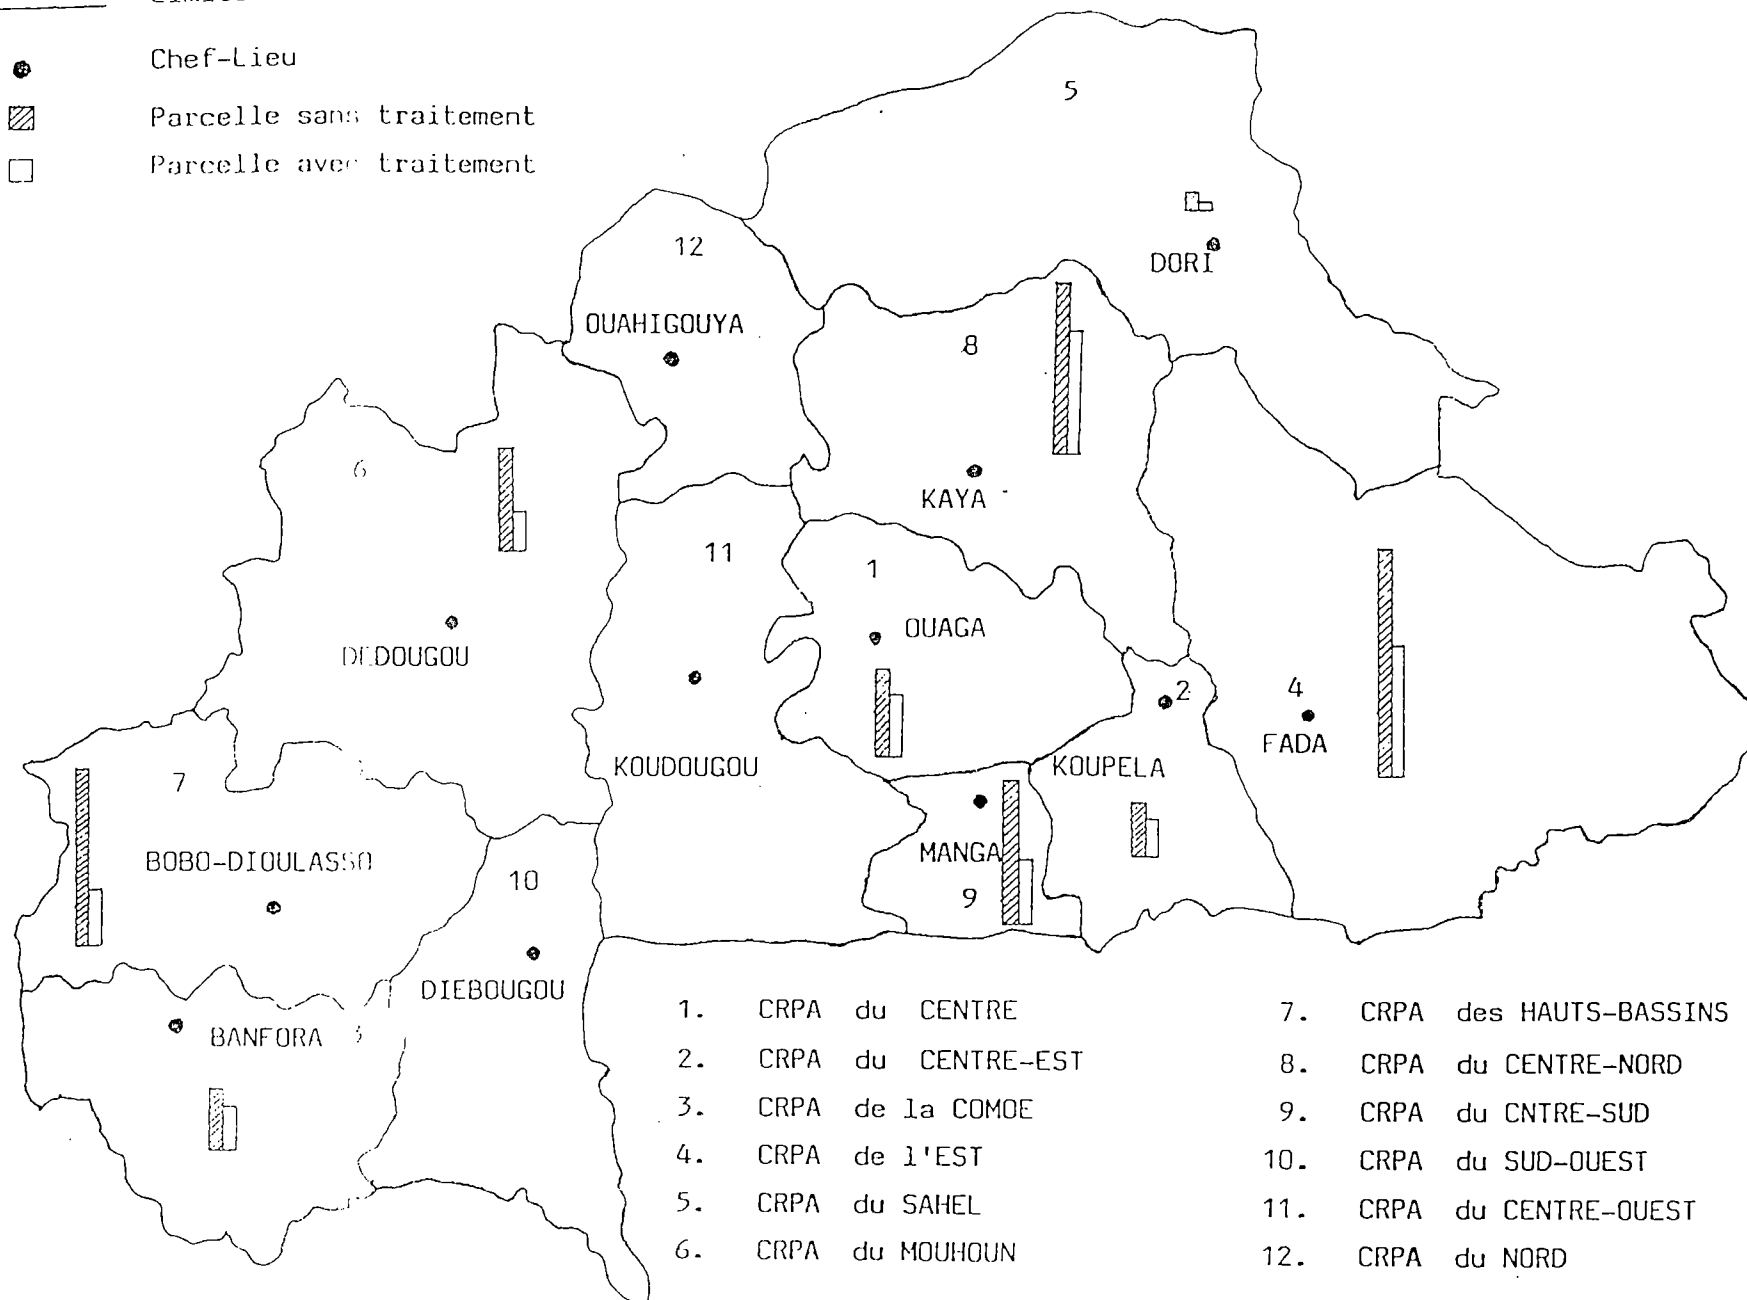 Chef-Lieu
Parcelle sans traitement
Parcelle avec traitement
5
12
DORI
OUAHIGOUYA
8
6
KAYA
11
1
OUAGA
DEDOUGOU
2
4
FADA
KOUDOUGOU
KOUPELA
7
MANGA
BOBO-DIOULASSO
10
9
DIEBOUGOU
BANFORA
1. CRPA du CENTRE
2. CRPA du CENTRE-EST
3. CRPA de la COMOE
4. CRPA de l'EST
5. CRPA du SAHEL
6. CRPA du MOUHOUN
7. CRPA des HAUTS-BASSINS
8. CRPA du CENTRE-NORD
9. CRPA du CNTRE-SUD
10. CRPA du SUD-OUEST
11. CRPA du CENTRE-OUEST
12. CRPA du NORD